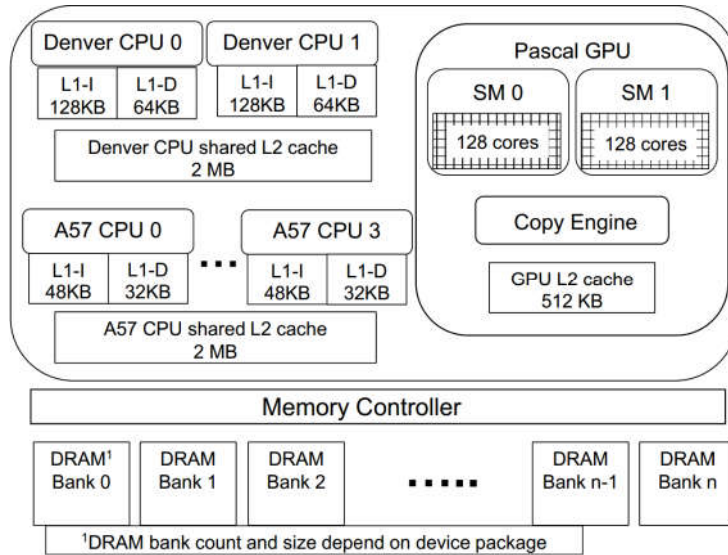 Denver CPU 0
Denver CPU 1
L1-I
128KB
L1-D
64KB
L1-I
128KB
L1-D
64KB
Denver CPU shared L2 cache
2 MB
A57 CPU 0
A57 CPU 3
L1-I
48KB
L1-D
32KB
L1-I
48KB
L1-D
32KB
A57 CPU shared L2 cache
2 MB
Pascal GPU
SM 0
128 cores
SM 1
128 cores
Copy Engine
GPU L2 cache
512 KB
Memory Controller
DRAM¹
Bank 0
DRAM
Bank 1
DRAM
Bank 2
DRAM
Bank n-1
DRAM
Bank n
¹DRAM bank count and size depend on device package